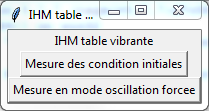 IHM table ...
IHM table vibrante
Mesure des condition initiales
Mesure en mode oscillation forcee